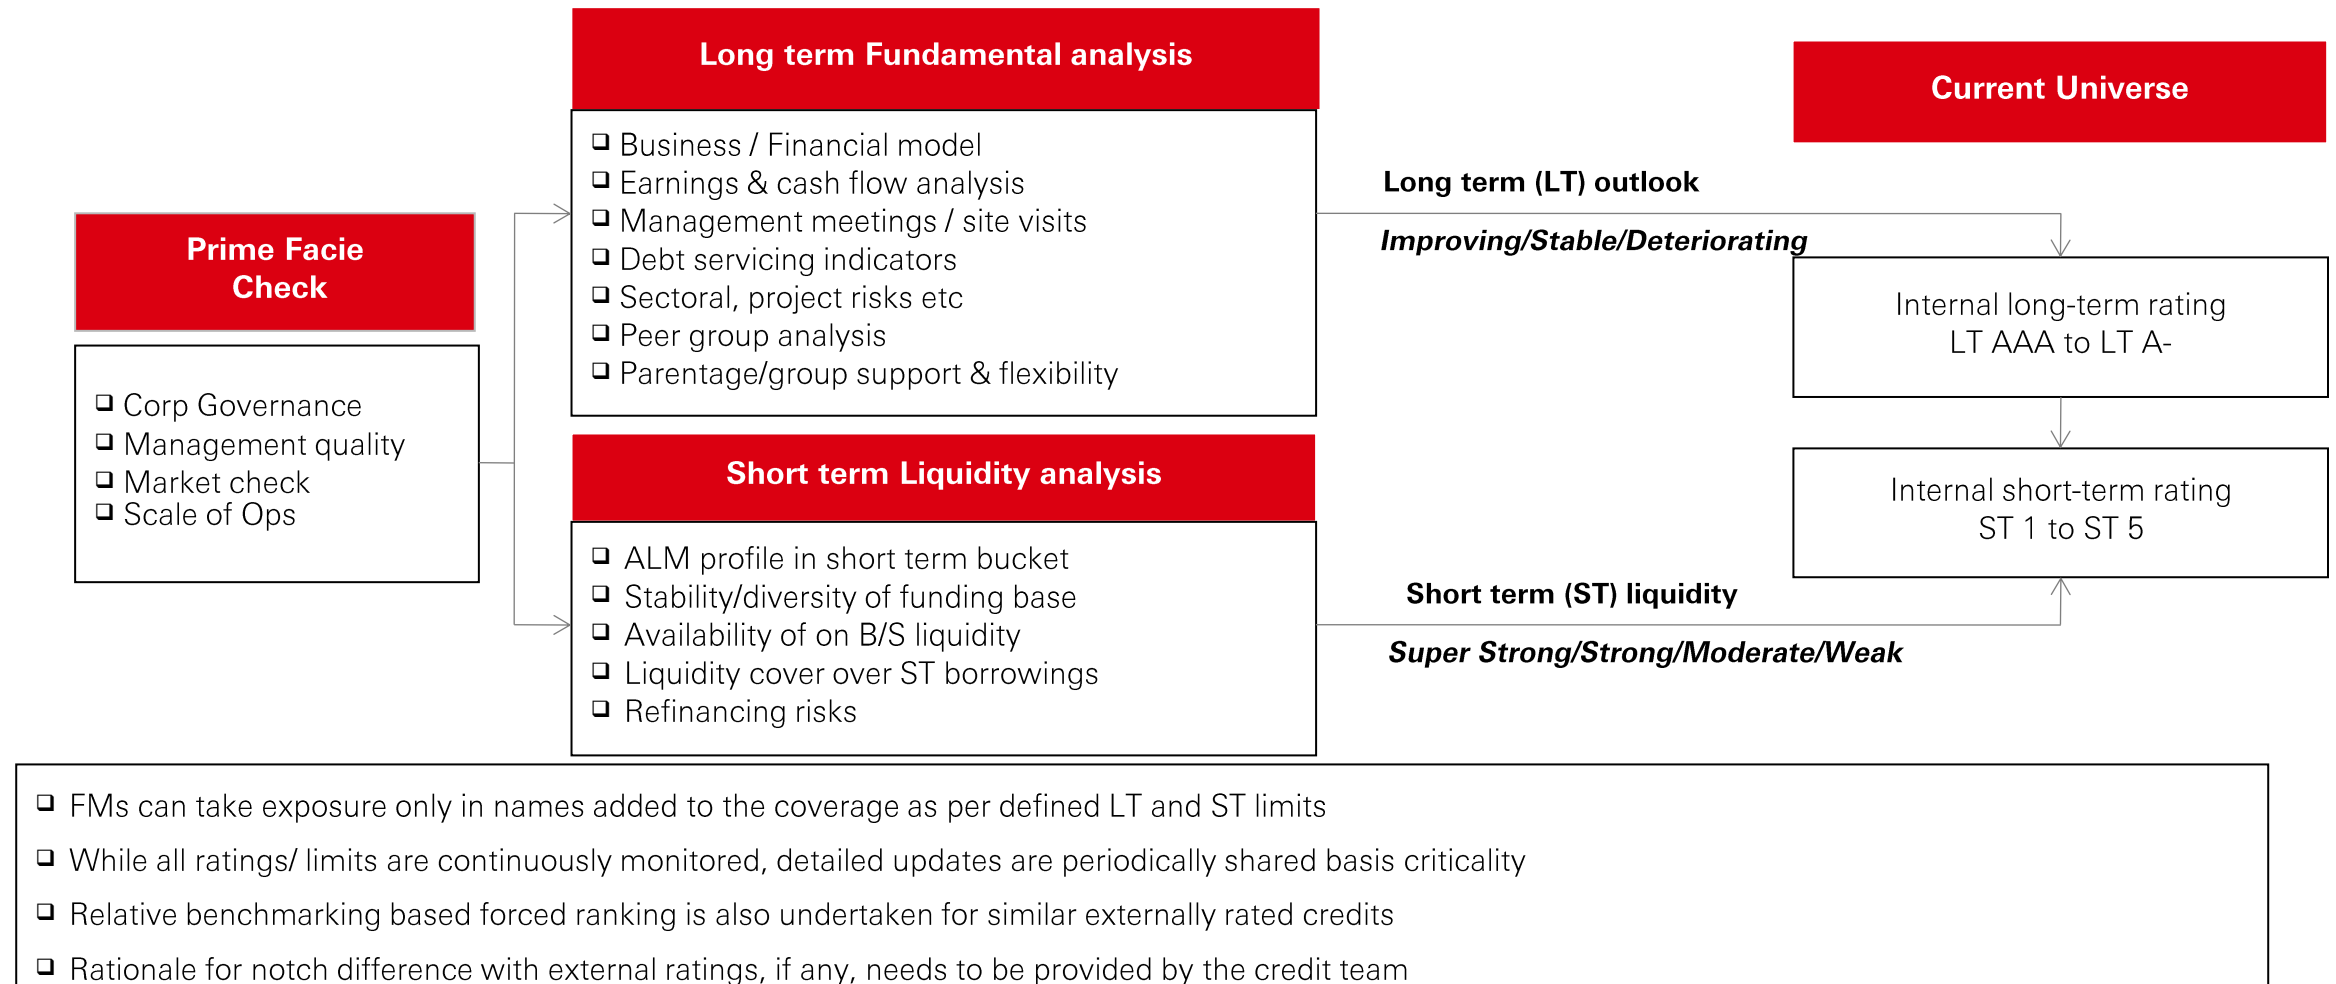 Prime Facie
Check
Corp Governance
Management quality
Market check
Scale of Ops
Long term Fundamental analysis
Business / Financial model
Earnings & cash flow analysis
Management meetings / site visits
Debt servicing indicators
Sectoral, project risks etc
Peer group analysis
Parentage/group support & flexibility
Short term Liquidity analysis
ALM profile in short term bucket
Stability/diversity of funding base
Availability of on B/S liquidity
Liquidity cover over ST borrowings
Refinancing risks
Long term (LT) outlook
Improving/Stable/Deteriorating
Short term (ST) liquidity
Super Strong/Strong/Moderate/Weak
Current Universe
Internal long-term rating
LT AAA to LT A-
Internal short-term rating
ST 1 to ST 5
FMs can take exposure only in names added to the coverage as per defined LT and ST limits
While all ratings/ limits are continuously monitored, detailed updates are periodically shared basis criticality
Relative benchmarking based forced ranking is also undertaken for similar externally rated credits
Rationale for notch difference with external ratings, if any, needs to be provided by the credit team